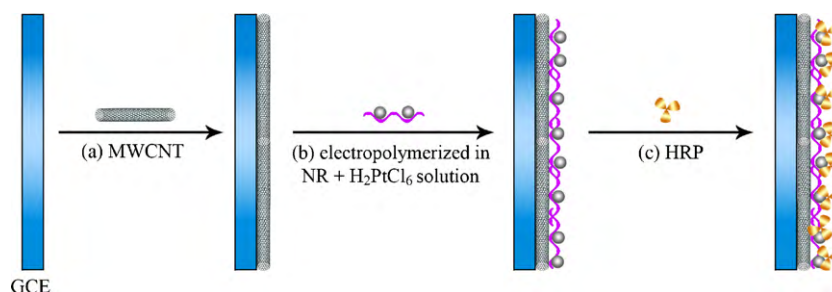 (a) MWCNT
(b) electropolymerized in
NR + H₂PtCl₆ solution
(c) HRP
GCE